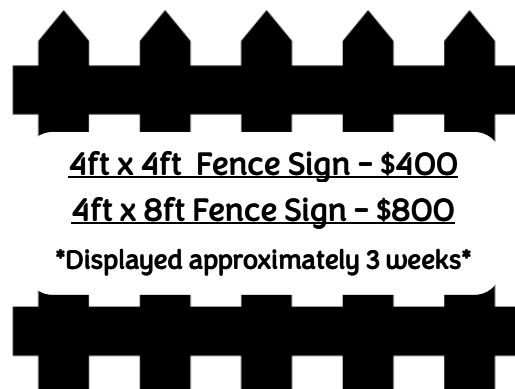 4ft x 4ft  Fence Sign – $400
4ft x 8ft Fence Sign – $800
*Displayed approximately 3 weeks*